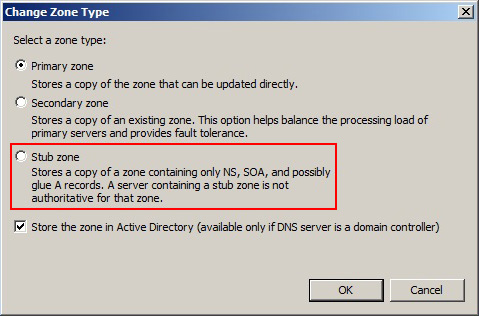 Change Zone Type
Select a zone type:
Primary zone
Stores a copy of the zone that can be updated directly.
Secondary zone
Stores a copy of an existing zone. This option helps balance the processing load of
primary servers and provides fault tolerance.
Stub zone
Stores a copy of a zone containing only NS, SOA, and possibly
glue A records. A server containing a stub zone is not
authoritative for that zone.
Store the zone in Active Directory (available only if DNS server is a domain controller)
OK
Cancel